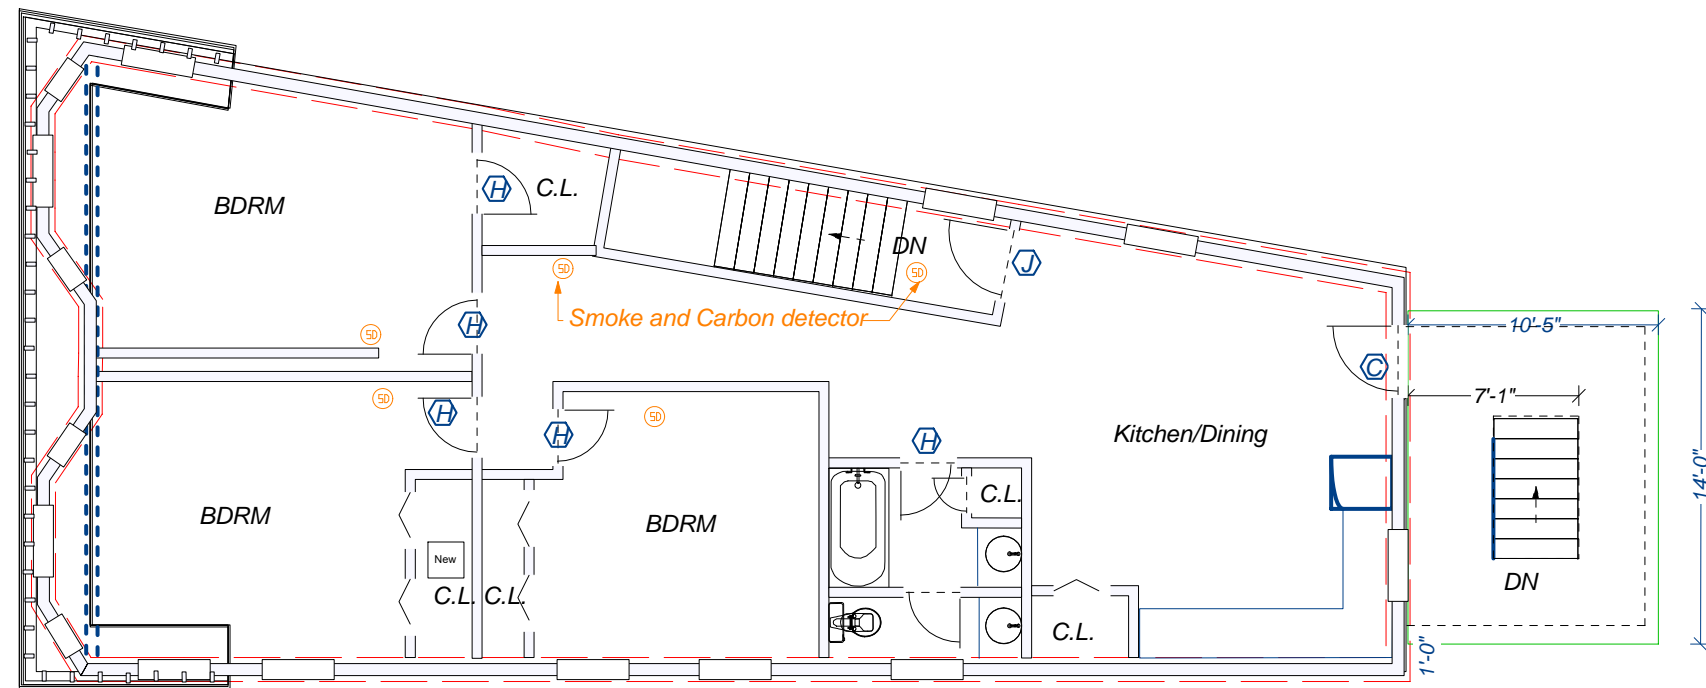 BDRM
H
C.L.
DN
J
SD
SD
Smoke and Carbon detector
H
SD
10'-5"
C
7'-1"
SD
H
SD
H
H
Kitchen/Dining
14'-0"
BDRM
BDRM
C.L.
New
C.L.
C.L.
DN
C.L.
1'-0"